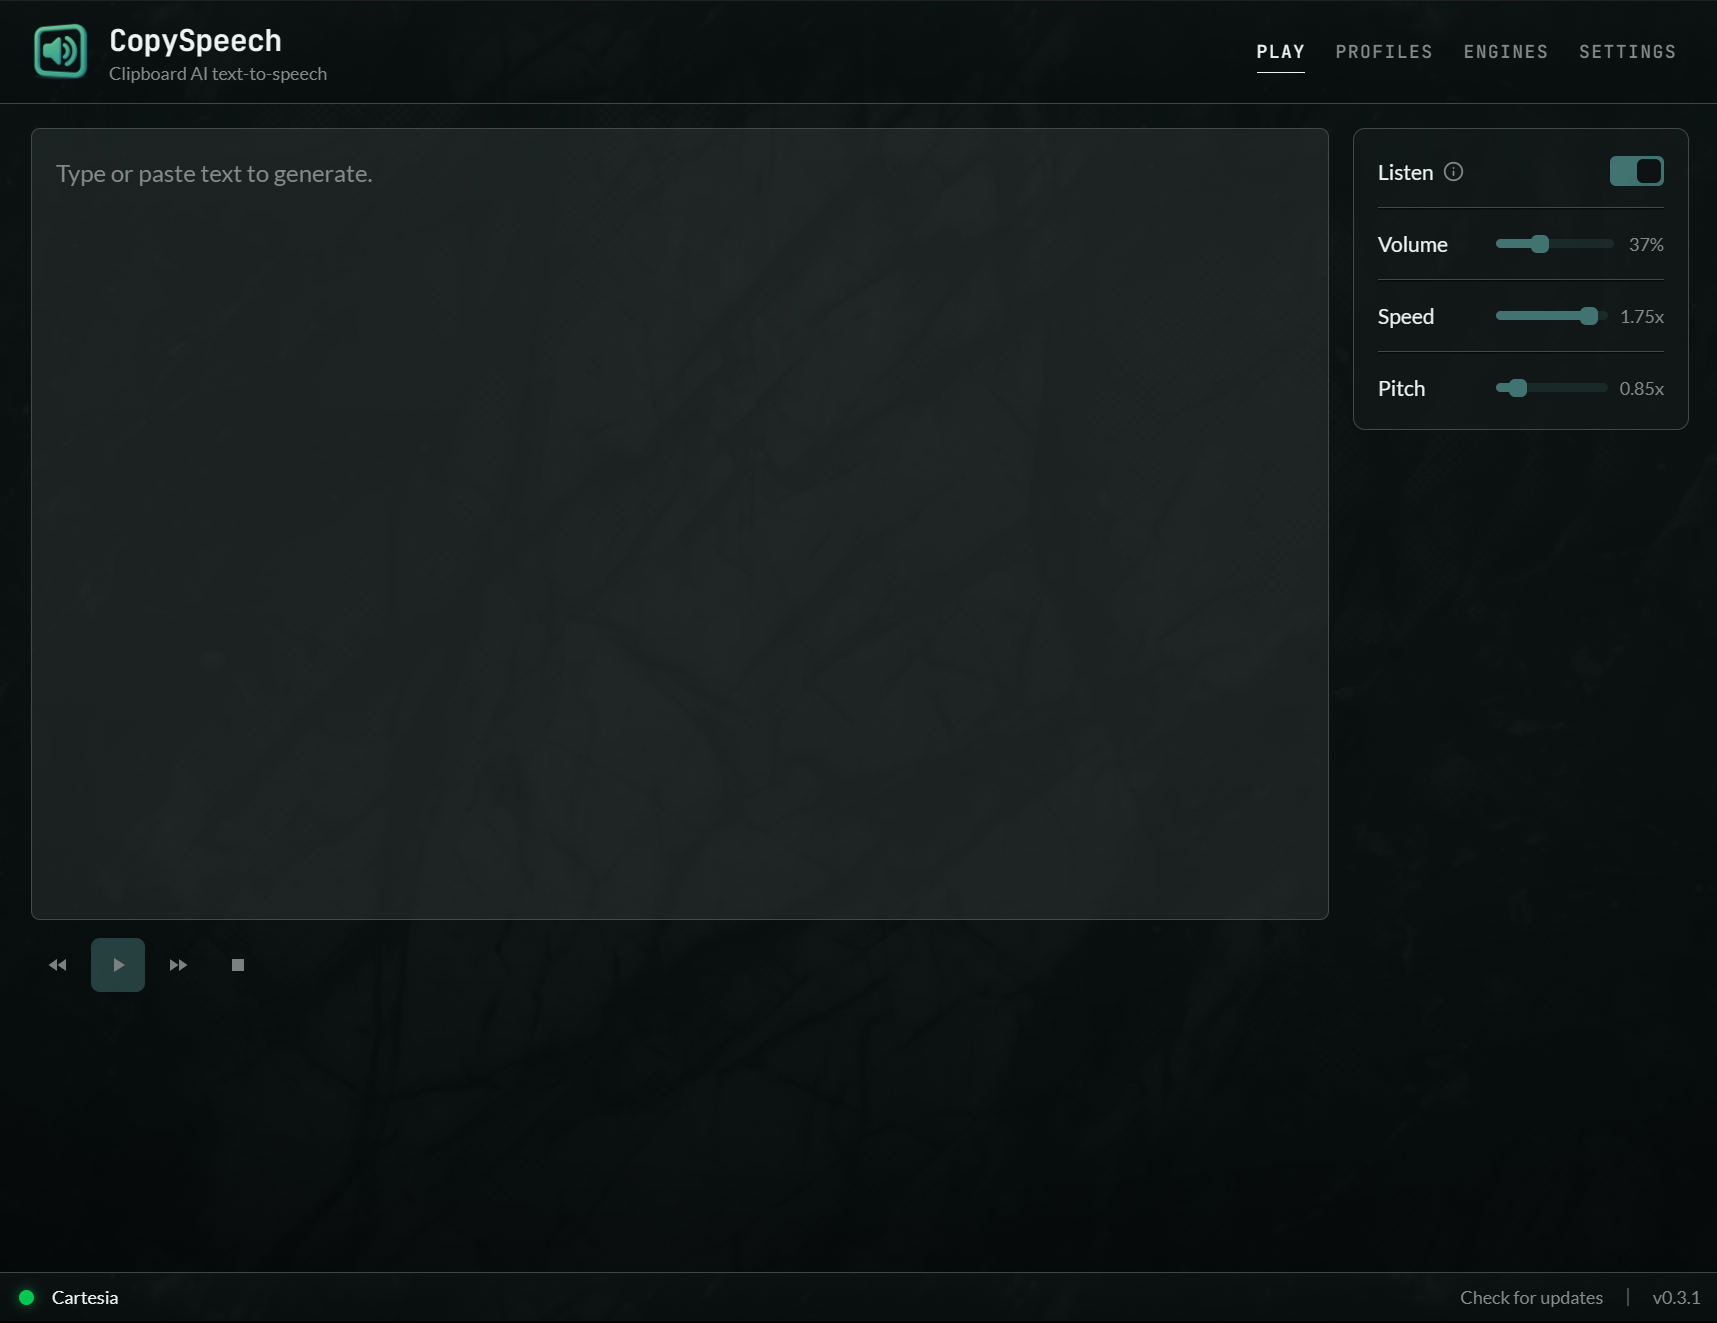 CopySpeech
Clipboard AI text-to-speech
PLAY
PROFILES
ENGINES
SETTINGS
Type or paste text to generate.
Listen
Volume
37%
Speed
1.75x
Pitch
0.85x
Cartesia
Check for updates
v0.3.1